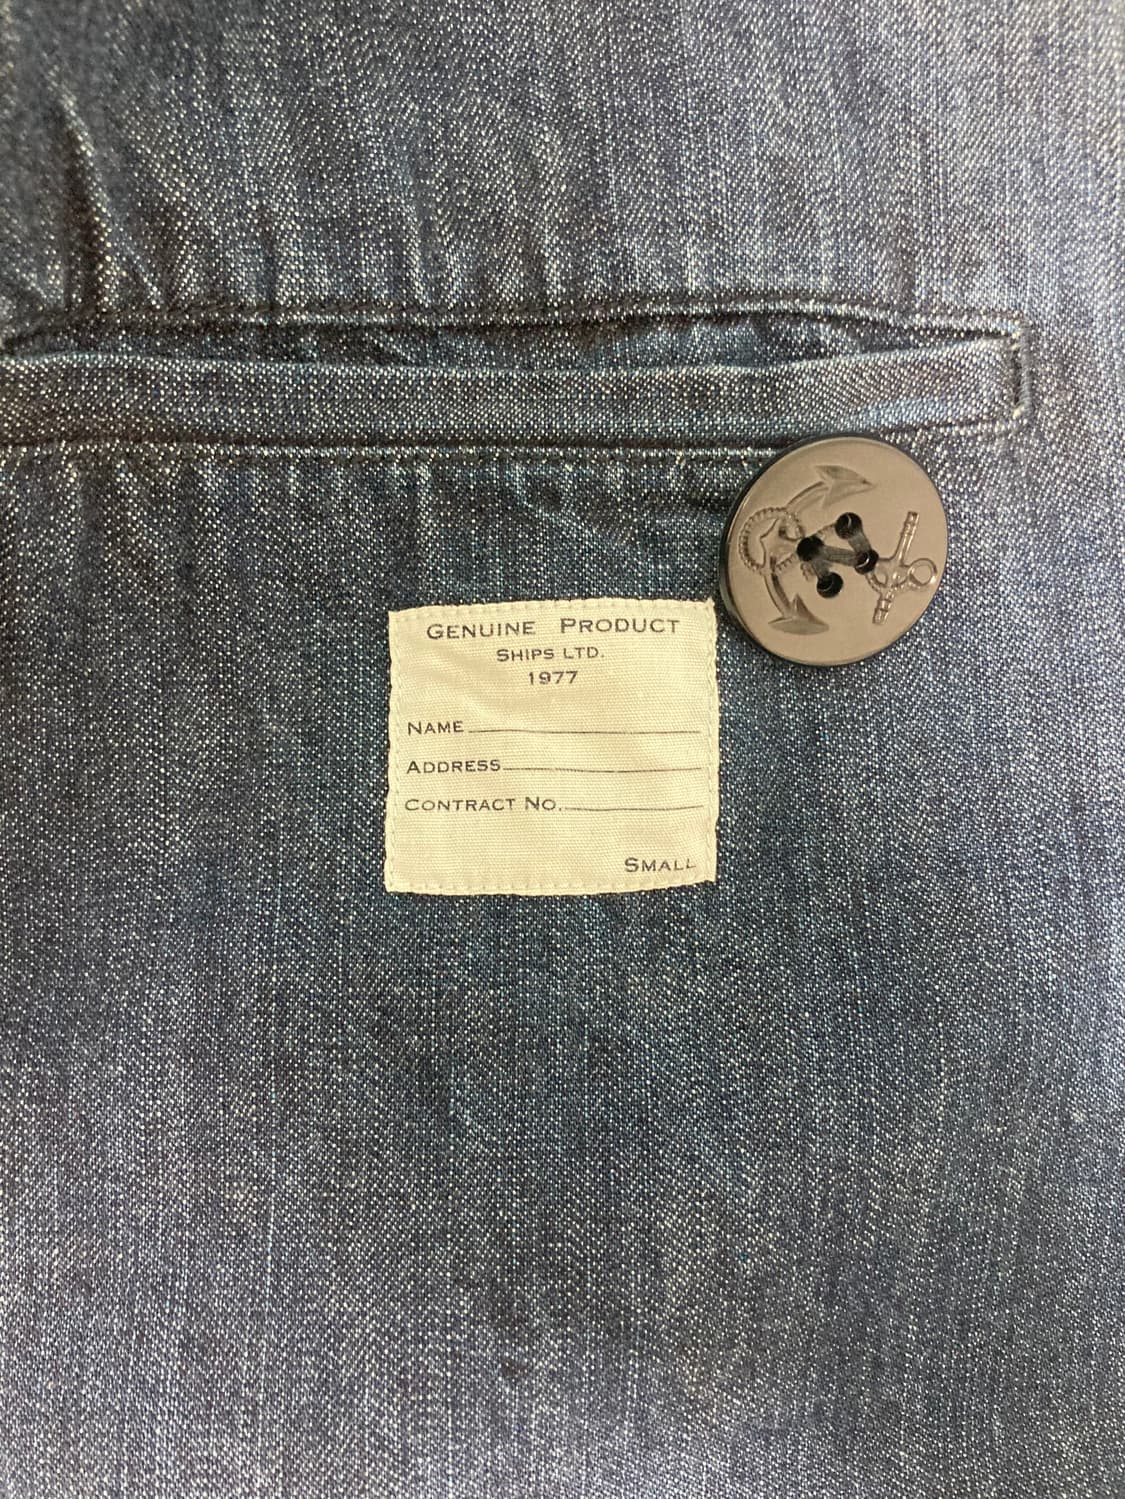 GENUINE PRODUCT
SHIPS LTD.
1977
NAME
ADDRESS
CONTRACT NO.
SMALL